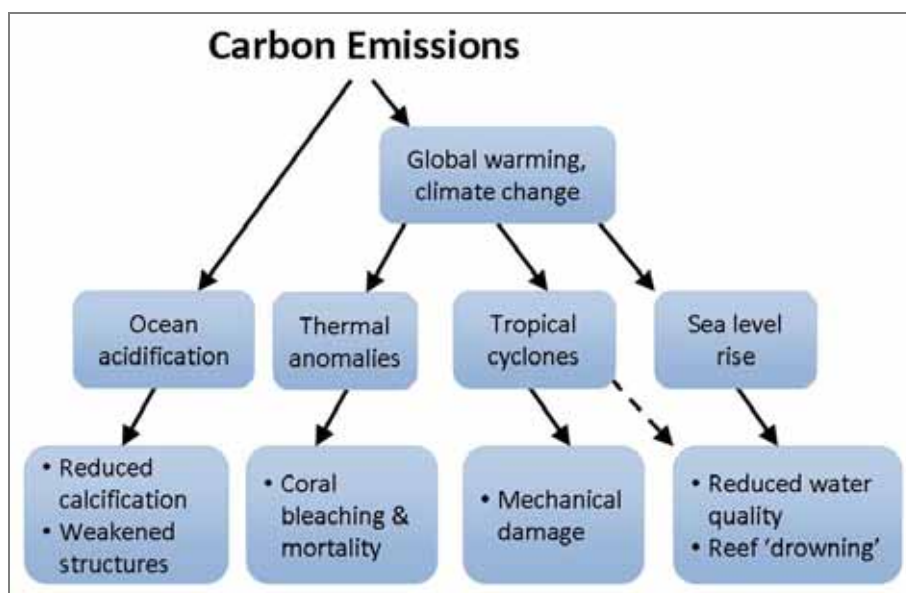 Carbon Emissions
Global warming,
climate change
Ocean
acidification
Thermal
anomalies
Tropical
cyclones
Sea level
rise
• Reduced
calcification
• Weakened
structures
• Coral
bleaching &
mortality
• Mechanical
damage
• Reduced water
quality
• Reef ‘drowning’